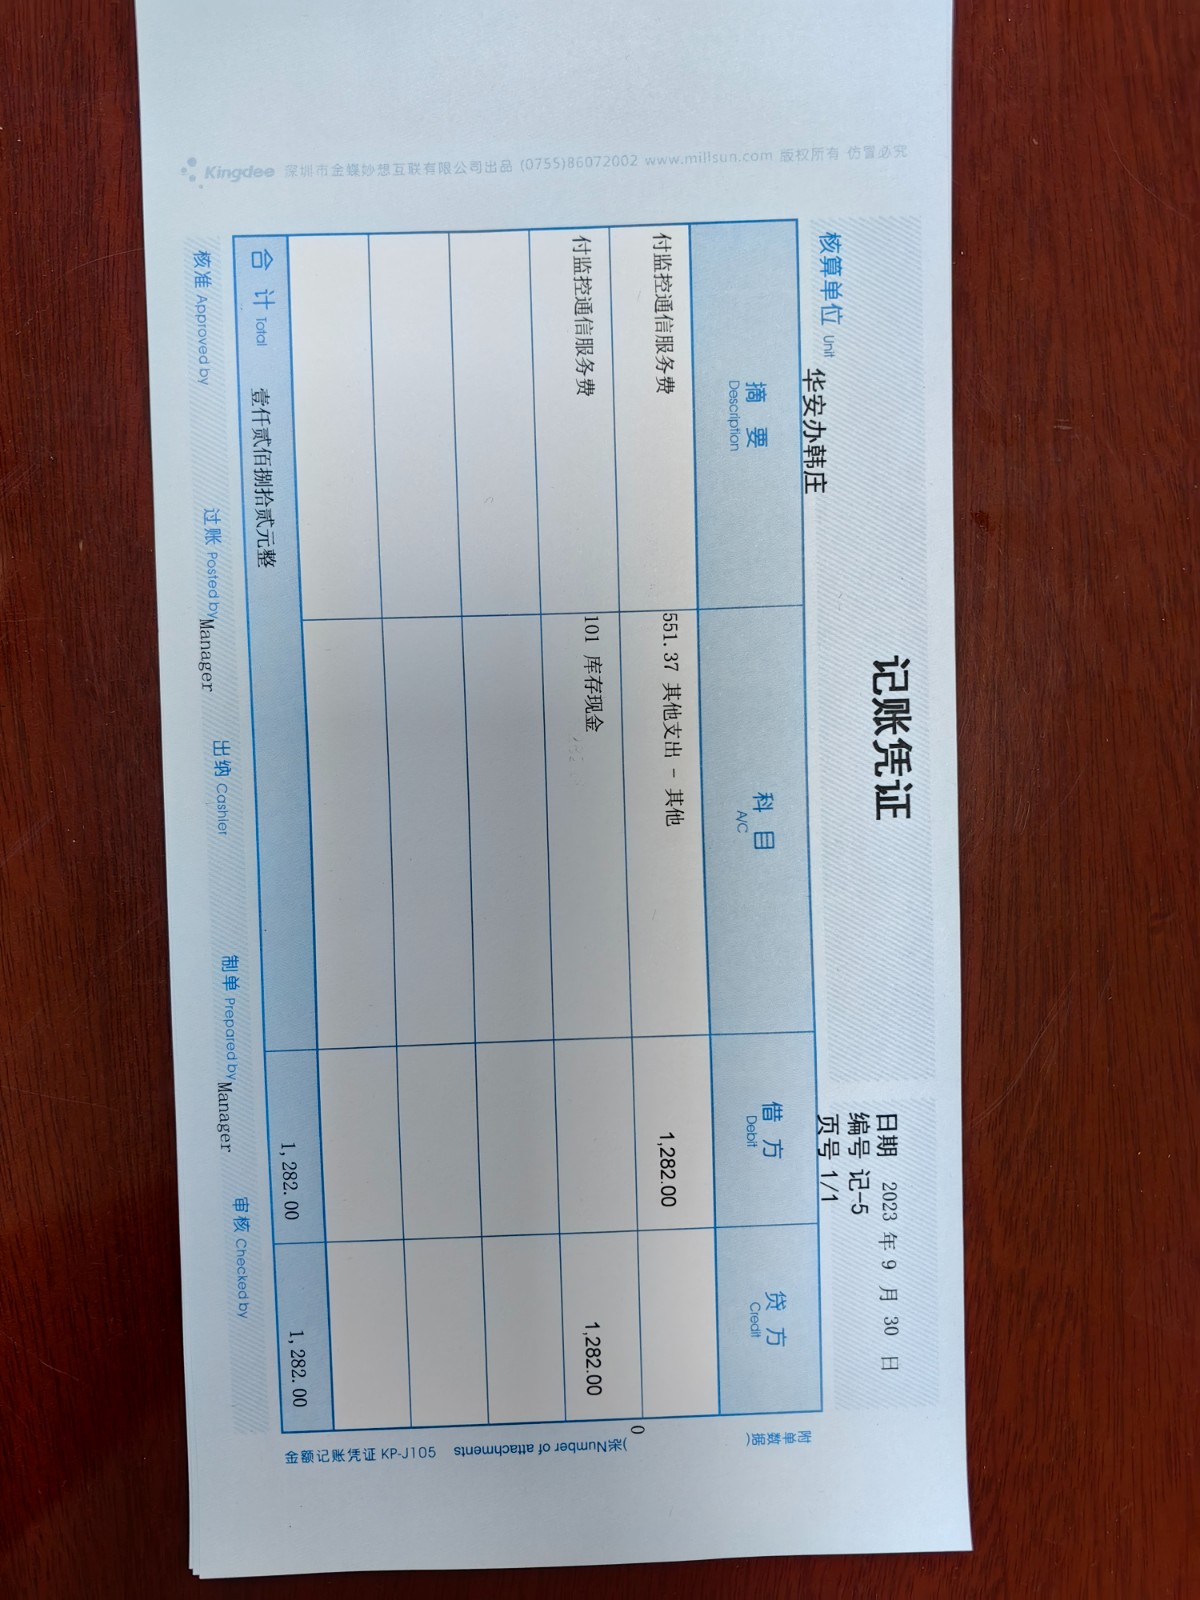 记账凭证
日期 2023 年 9 月 30 日
编号 记-5
核算单位 Unit 华安办韩庄
页号 1/1
摘 要 Description 科 目 A/C 借 方 Debit 贷 方 Credit
付监控通信服务费 551.37 其他支出 - 其他 1,282.00
付监控通信服务费 101 库存现金 1,282.00
合 计 Total 壹仟贰佰捌拾贰元整 1,282.00 1,282.00
核准 Approved by 过账 Posted by Manager 出纳 Cashier 制单 Prepared by Manager 审核 Checked by
附单数据(
0
)张Number of attachments
金额记账凭证 KP-J105
Kingdee 深圳市金蝶妙想互联有限公司出品 (0755)86072002 www.millsun.com 版权所有 仿冒必究